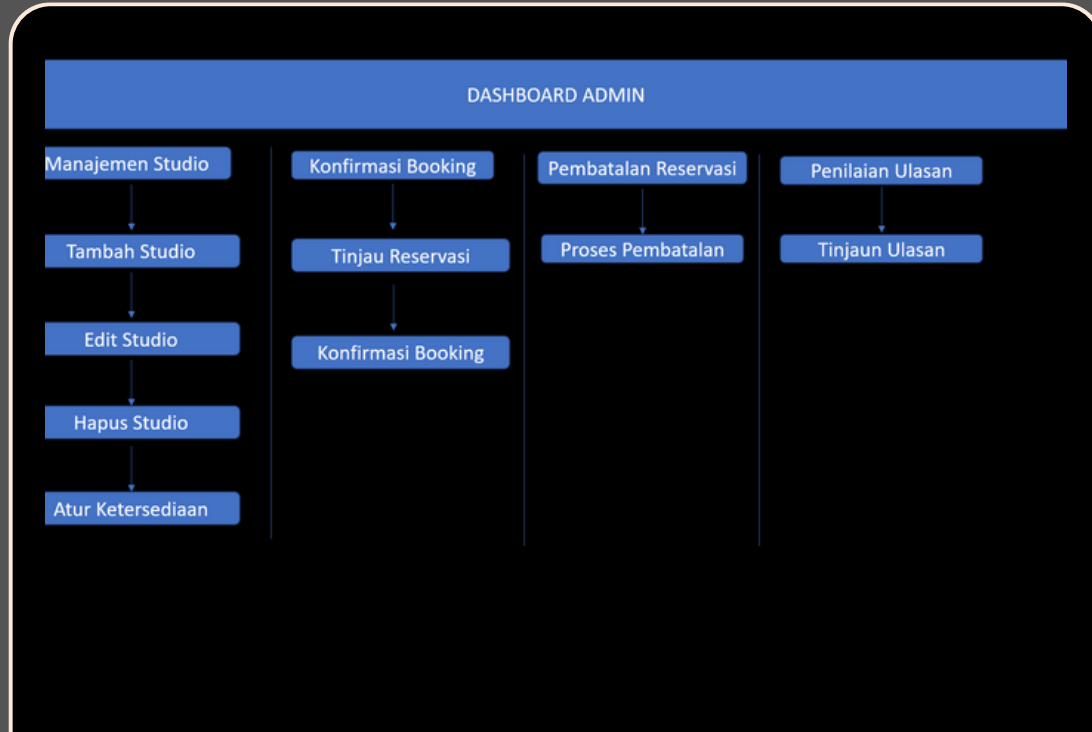 DASHBOARD ADMIN
Manajemen Studio
Tambah Studio
Edit Studio
Hapus Studio
Atur Ketersediaan
Konfirmasi Booking
Tinjau Reservasi
Konfirmasi Booking
Pembatalan Reservasi
Proses Pembatalan
Penilaian Ulasan
Tinjaun Ulasan